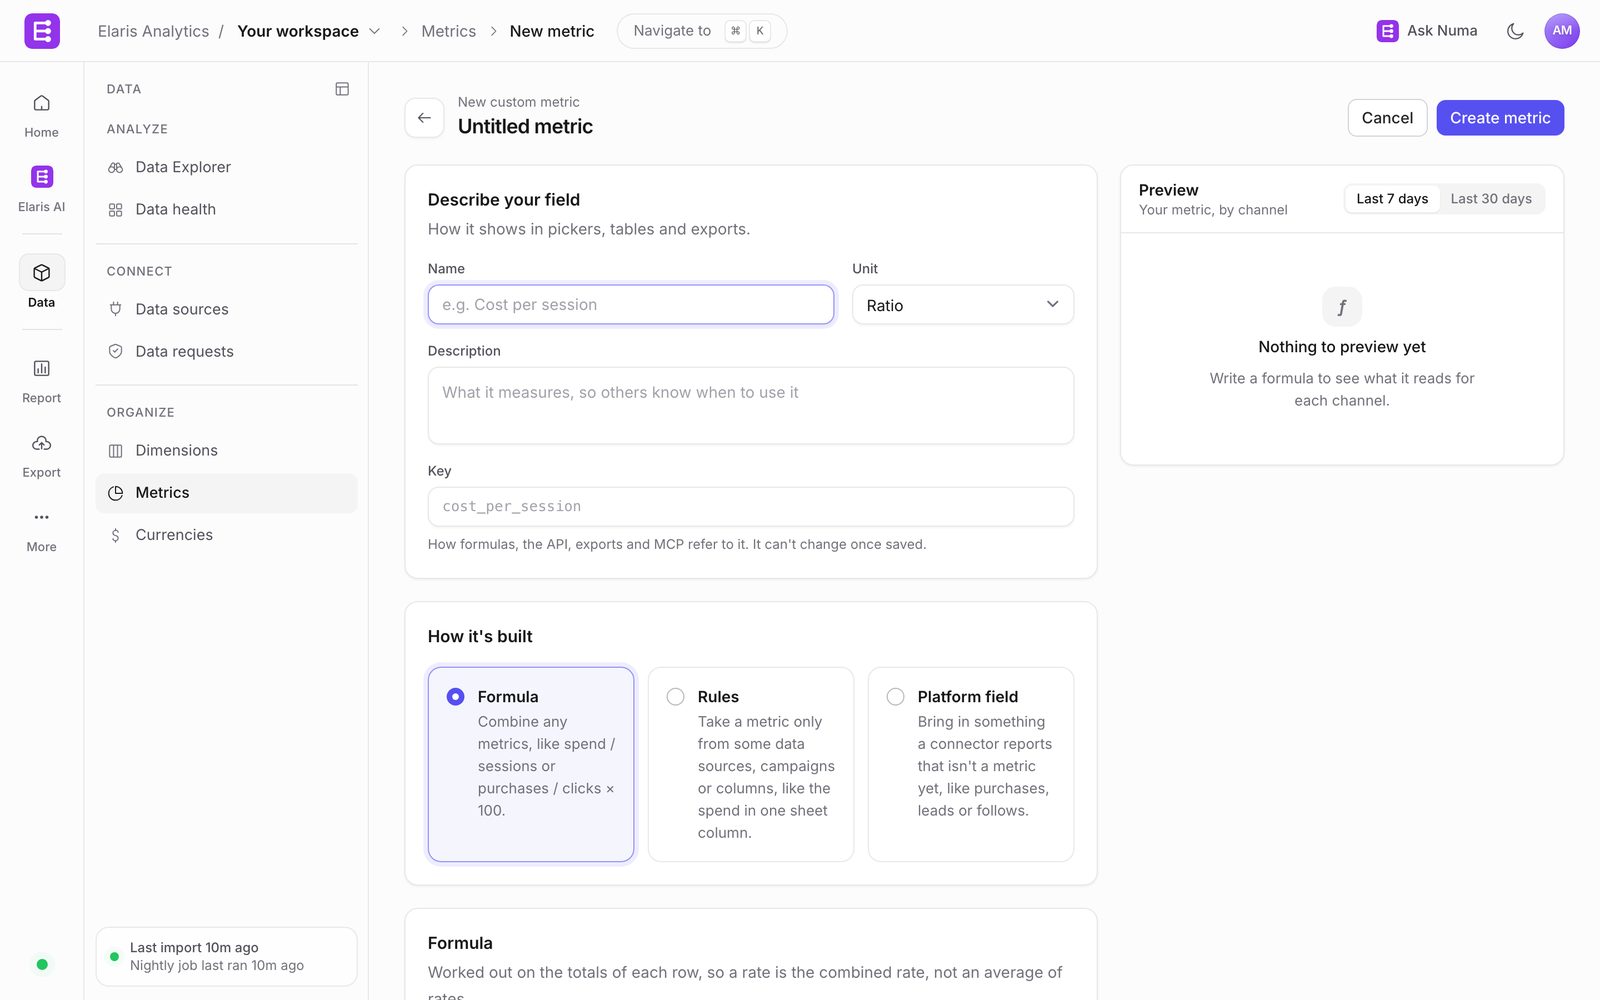 Elaris Analytics / Your workspace > Metrics > New metric
Navigate to ⌘ K
Ask Numa
AM
Home
Elaris AI
Data
Report
Export
More
DATA
ANALYZE
Data Explorer
Data health
CONNECT
Data sources
Data requests
ORGANIZE
Dimensions
Metrics
Currencies
Last import 10m ago
Nightly job last ran 10m ago
New custom metric
Untitled metric
Cancel
Create metric
Describe your field
How it shows in pickers, tables and exports.
Name
e.g. Cost per session
Unit
Ratio
Description
What it measures, so others know when to use it
Key
cost_per_session
How formulas, the API, exports and MCP refer to it. It can't change once saved.
How it's built
Formula
Combine any
metrics, like spend /
sessions or
purchases / clicks ×
100.
Rules
Take a metric only
from some data
sources, campaigns
or columns, like the
spend in one sheet
column.
Platform field
Bring in something
a connector reports
that isn't a metric
yet, like purchases,
leads or follows.
Formula
Worked out on the totals of each row, so a rate is the combined rate, not an average of
rates.
Preview
Your metric, by channel
Last 7 days
Last 30 days
ƒ
Nothing to preview yet
Write a formula to see what it reads for
each channel.